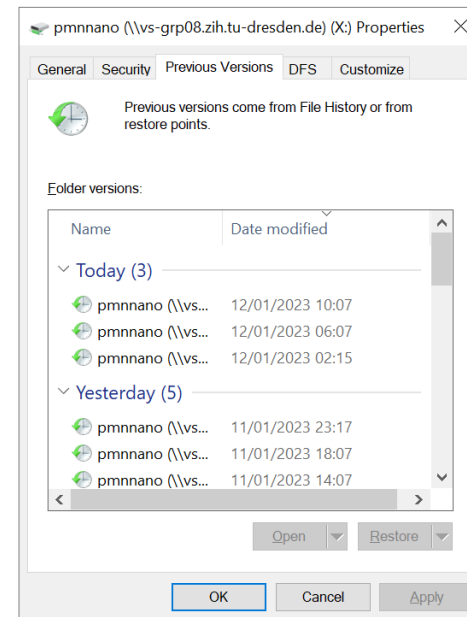 pmnnano (\\vs-grp08.zih.tu-dresden.de) (X:) Properties
General Security Previous Versions DFS Customize
Previous versions come from File History or from
restore points.
Folder versions:
Name Date modified
Today (3)
pmnnano (\\vs... 12/01/2023 10:07
pmnnano (\\vs... 12/01/2023 06:07
pmnnano (\\vs... 12/01/2023 02:15
Yesterday (5)
pmnnano (\\vs... 11/01/2023 23:17
pmnnano (\\vs... 11/01/2023 18:07
pmnnano (\\vs... 11/01/2023 14:07
Open Restore
OK Cancel Apply